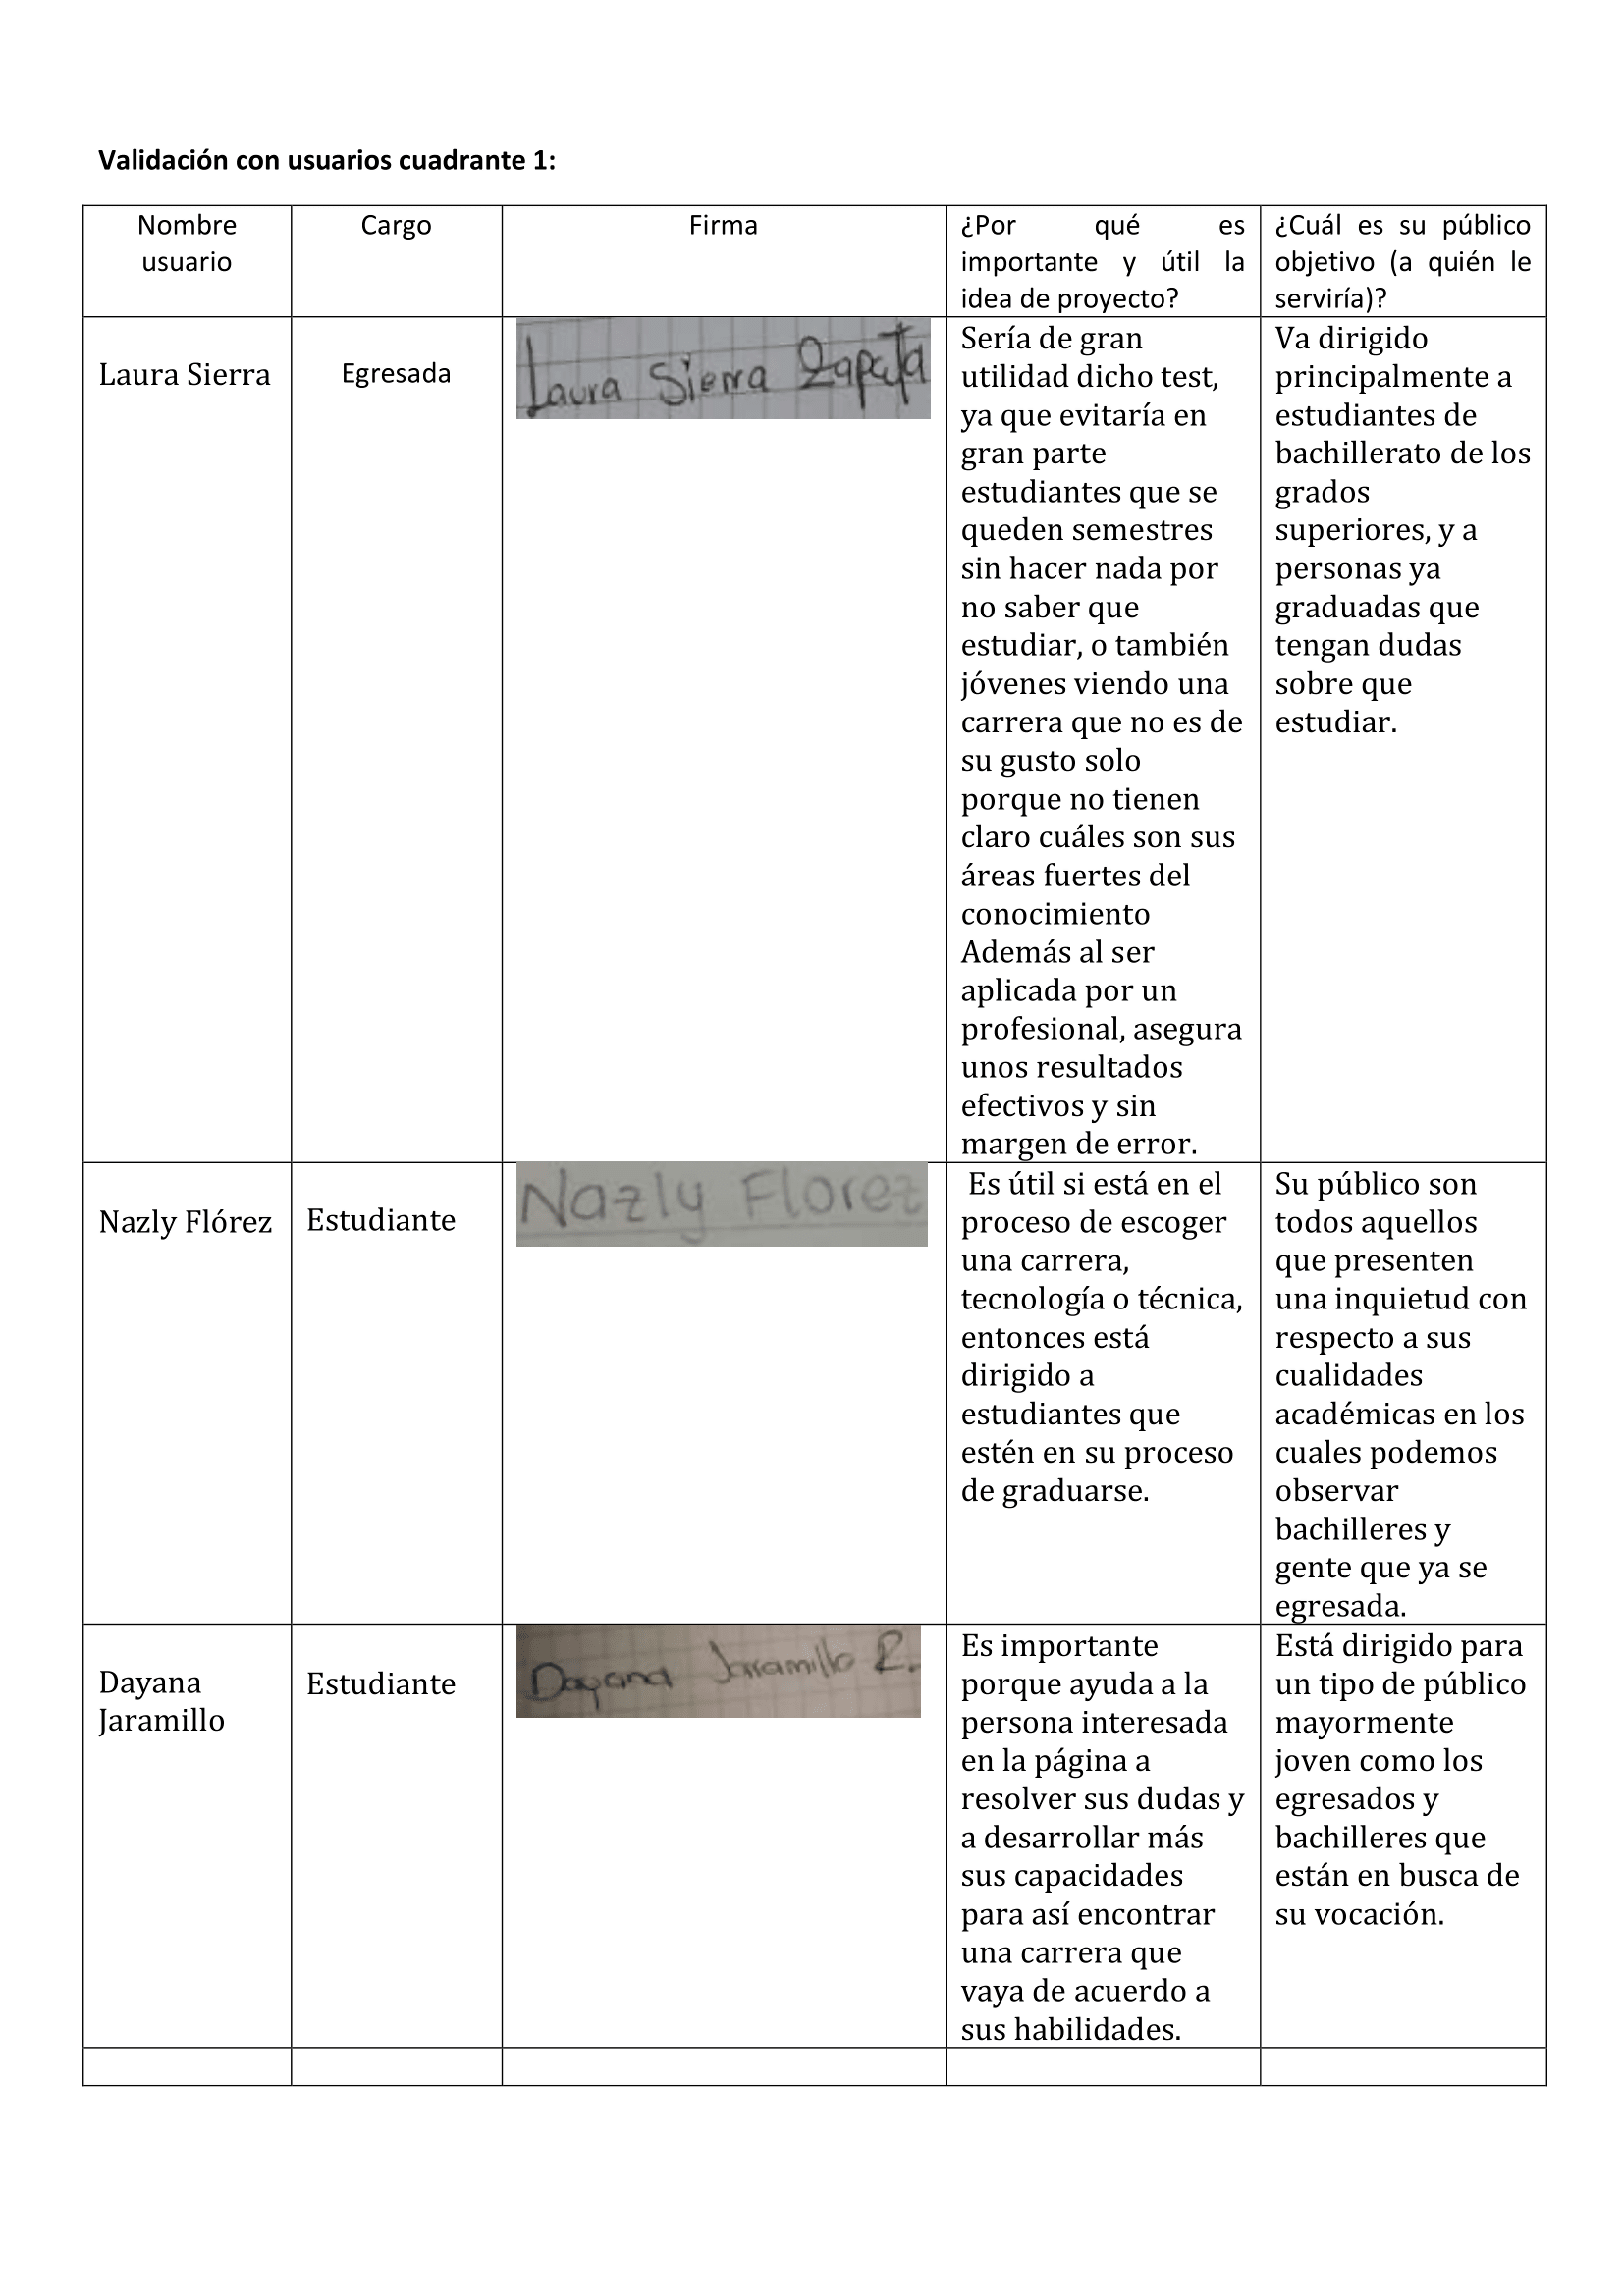 Validación con usuarios cuadrante 1:
Nombre
usuario
Cargo
Firma
¿Por qué es
importante y útil la
idea de proyecto?
¿Cuál es su público
objetivo (a quién le
serviría)?
Laura Sierra
Egresada
Laura Sierra Zapata
Sería de gran
utilidad dicho test,
ya que evitaría en
gran parte
estudiantes que se
queden semestres
sin hacer nada por
no saber que
estudiar, o también
jóvenes viendo una
carrera que no es de
su gusto solo
porque no tienen
claro cuáles son sus
áreas fuertes del
conocimiento
Además al ser
aplicada por un
profesional, asegura
unos resultados
efectivos y sin
margen de error.
Va dirigido
principalmente a
estudiantes de
bachillerato de los
grados
superiores, y a
personas ya
graduadas que
tengan dudas
sobre que
estudiar.
Nazly Flórez
Estudiante
Nazly Florez
Es útil si está en el
proceso de escoger
una carrera,
tecnología o técnica,
entonces está
dirigido a
estudiantes que
estén en su proceso
de graduarse.
Su público son
todos aquellos
que presenten
una inquietud con
respecto a sus
cualidades
académicas en los
cuales podemos
observar
bachilleres y
gente que ya se
egresada.
Dayana
Jaramillo
Estudiante
Dayana Jaramillo R.
Es importante
porque ayuda a la
persona interesada
en la página a
resolver sus dudas y
a desarrollar más
sus capacidades
para así encontrar
una carrera que
vaya de acuerdo a
sus habilidades.
Está dirigido para
un tipo de público
mayormente
joven como los
egresados y
bachilleres que
están en busca de
su vocación.